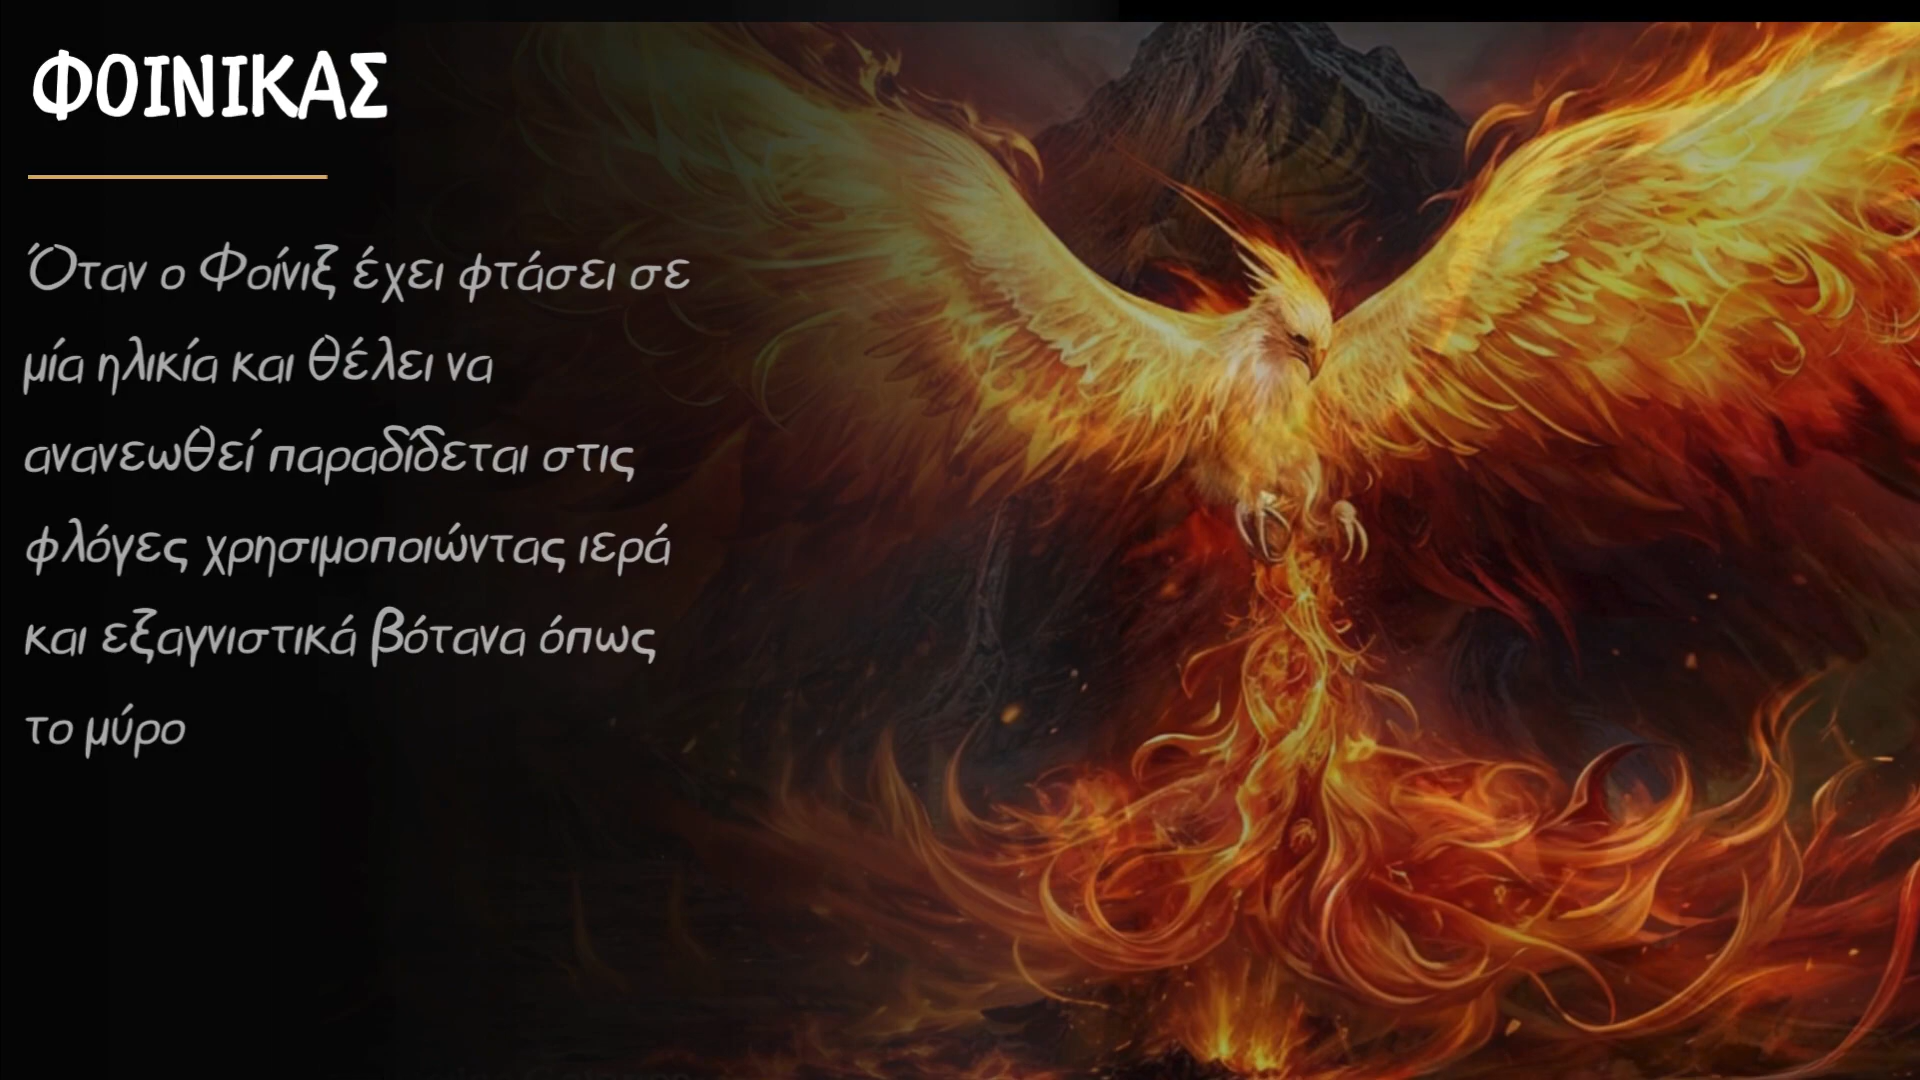 ΦΟΙΝΙΚΑΣ
Όταν ο Φοίνιξ έχει φτάσει σε
μία ηλικία και θέλει να
ανανεωθεί παραδίδεται στις
φλόγες χρησιμοποιώντας ιερά
και εξαγνιστικά βότανα όπως
το μύρο